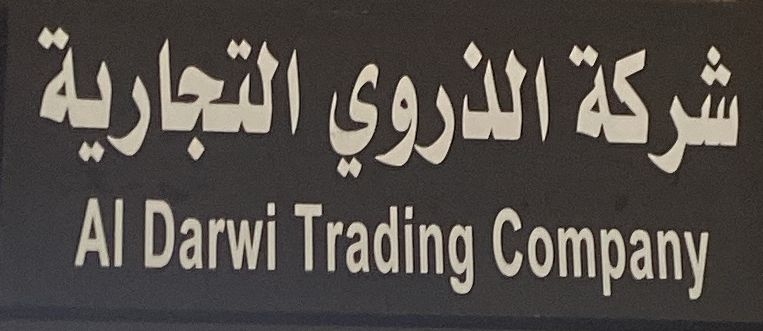 شركة الذروي التجارية
Al Darwi Trading Company